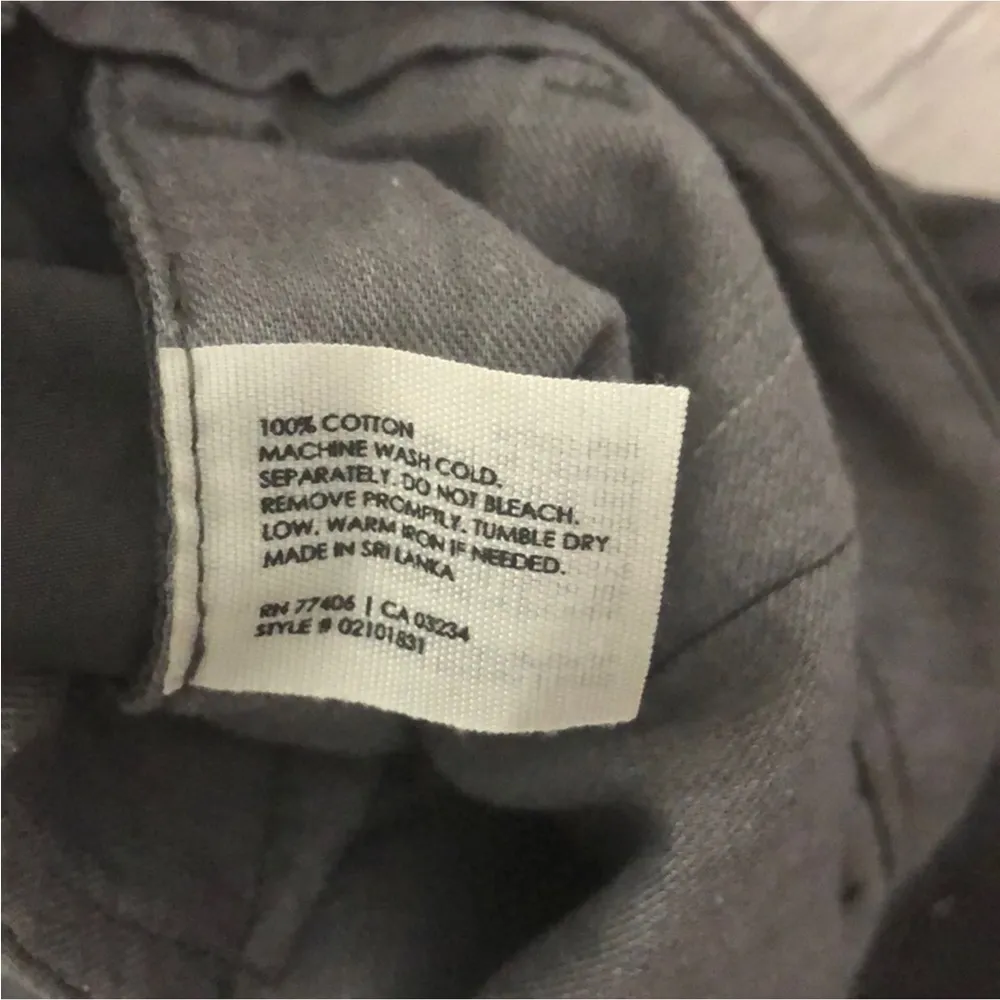 100% COTTON
MACHINE WASH COLD.
SEPARATELY. DO NOT BLEACH.
REMOVE PROMPTLY. TUMBLE DRY
LOW. WARM IRON IF NEEDED.
MADE IN SRI LANKA
RN 77406 | CA 03234
STYLE # 02101831